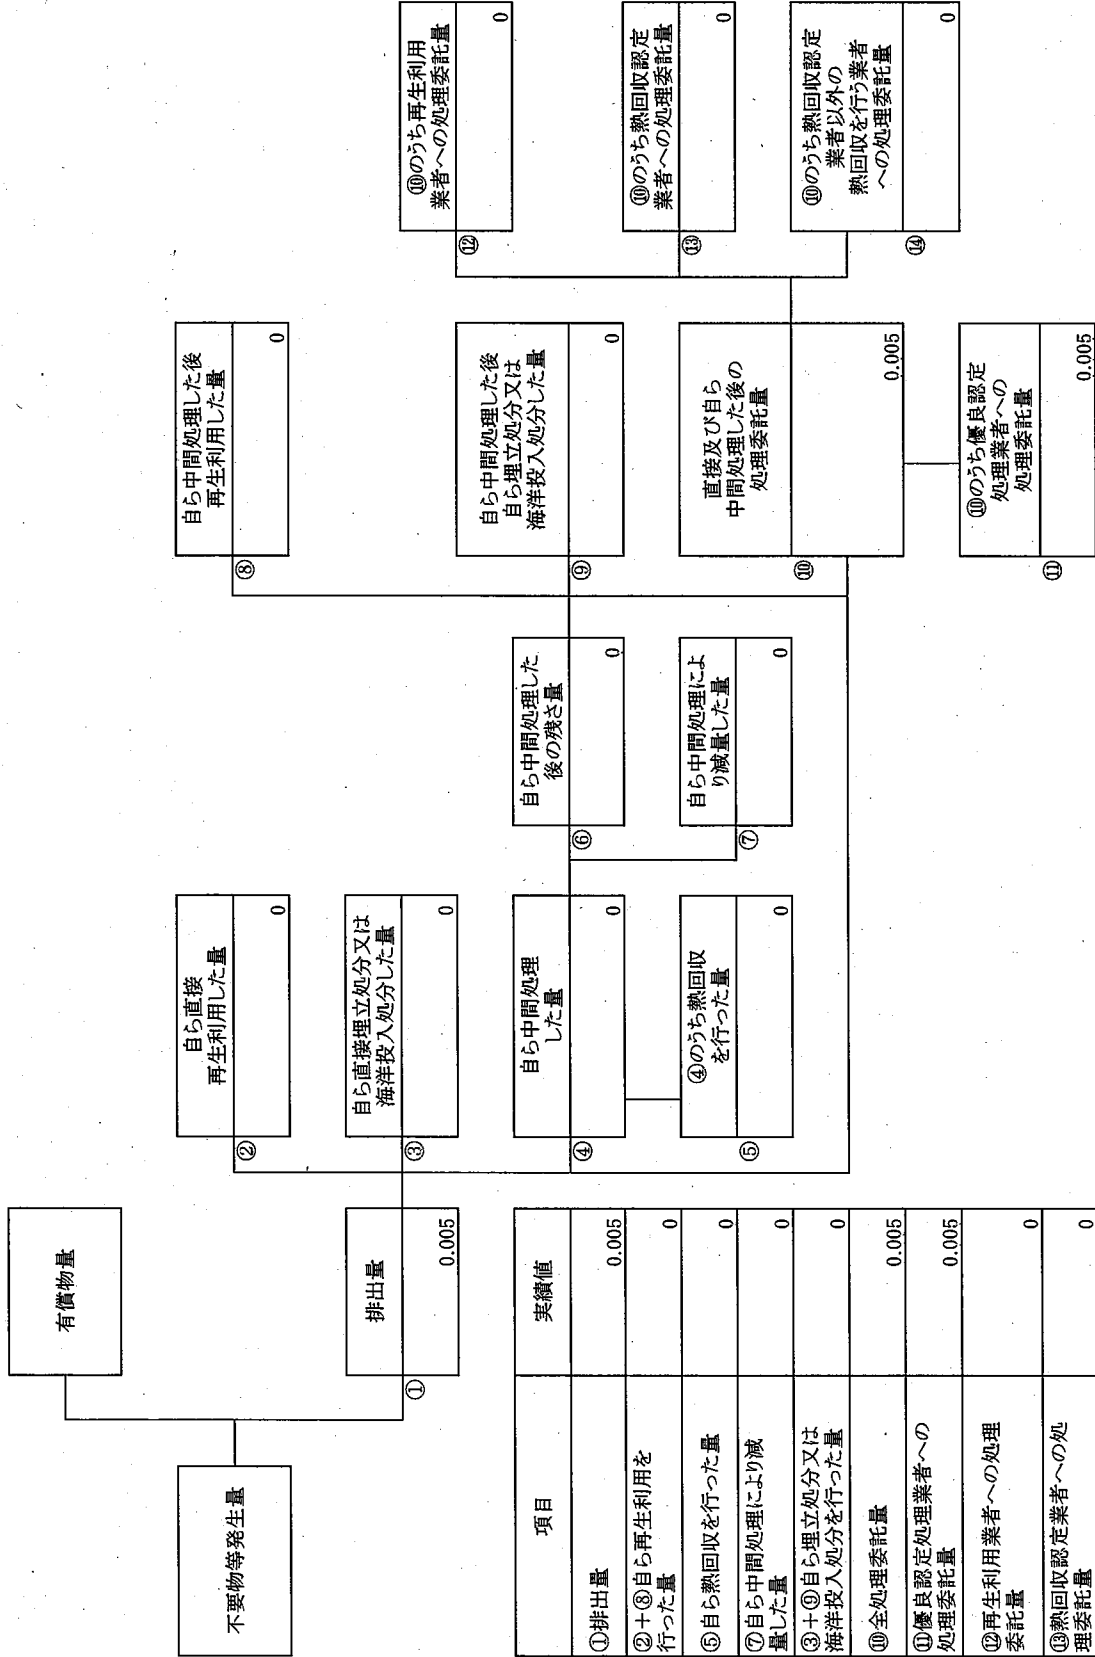 有償物量
不要物等発生量
排出量
①
0.005
自ら直接
再生利用した量
②
0
自ら直接埋立処分又は
海洋投入処分した量
③
0
自ら中間処理
した量
④
0
④のうち熱回収
を行った量
⑤
0
自ら中間処理した
後の残さ量
⑥
0
自ら中間処理によ
り減量した量
⑦
0
自ら中間処理した後
再生利用した量
⑧
0
自ら中間処理した後
自ら埋立処分又は
海洋投入処分した量
⑨
0
直接及び自ら
中間処理した後の
処理委託量
⑩
0.005
⑩のうち優良認定
処理業者への
処理委託量
⑪
0.005
⑩のうち再生利用
業者への処理委託量
⑫
0
⑩のうち熱回収認定
業者への処理委託量
⑬
0
⑩のうち熱回収認定
業者以外の
熱回収を行う業者
への処理委託量
⑭
0
項目 実績値
①排出量 0.005
②+⑧自ら再生利用を
行った量 0
⑤自ら熱回収を行った量 0
⑦自ら中間処理により減
量した量 0
③+⑨自ら埋立処分又は
海洋投入処分を行った量 0
⑩全処理委託量 0.005
⑪優良認定処理業者への
処理委託量 0.005
⑫再生利用業者への処理
委託量 0
⑬熱回収認定業者への処
理委託量 0